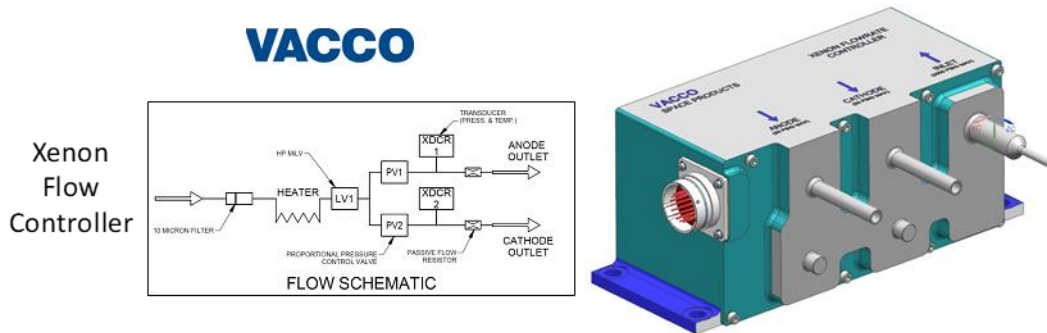 VACCO
Xenon
Flow
Controller
TRANSDUCER
(PRESS. & TEMP.)
XDCR
1
ANODE
OUTLET
HP MILV
PV1
HEATER
LV1
XDCR
2
PV2
10 MICRON FILTER
CATHODE
OUTLET
PROPORTIONAL PRESSURE
CONTROL VALVE
PASSIVE FLOW
RESISTOR
FLOW SCHEMATIC
XENON FLOWRATE
CONTROLLER
VACCO
SPACE PRODUCTS
INLET
CATHODE
ANODE